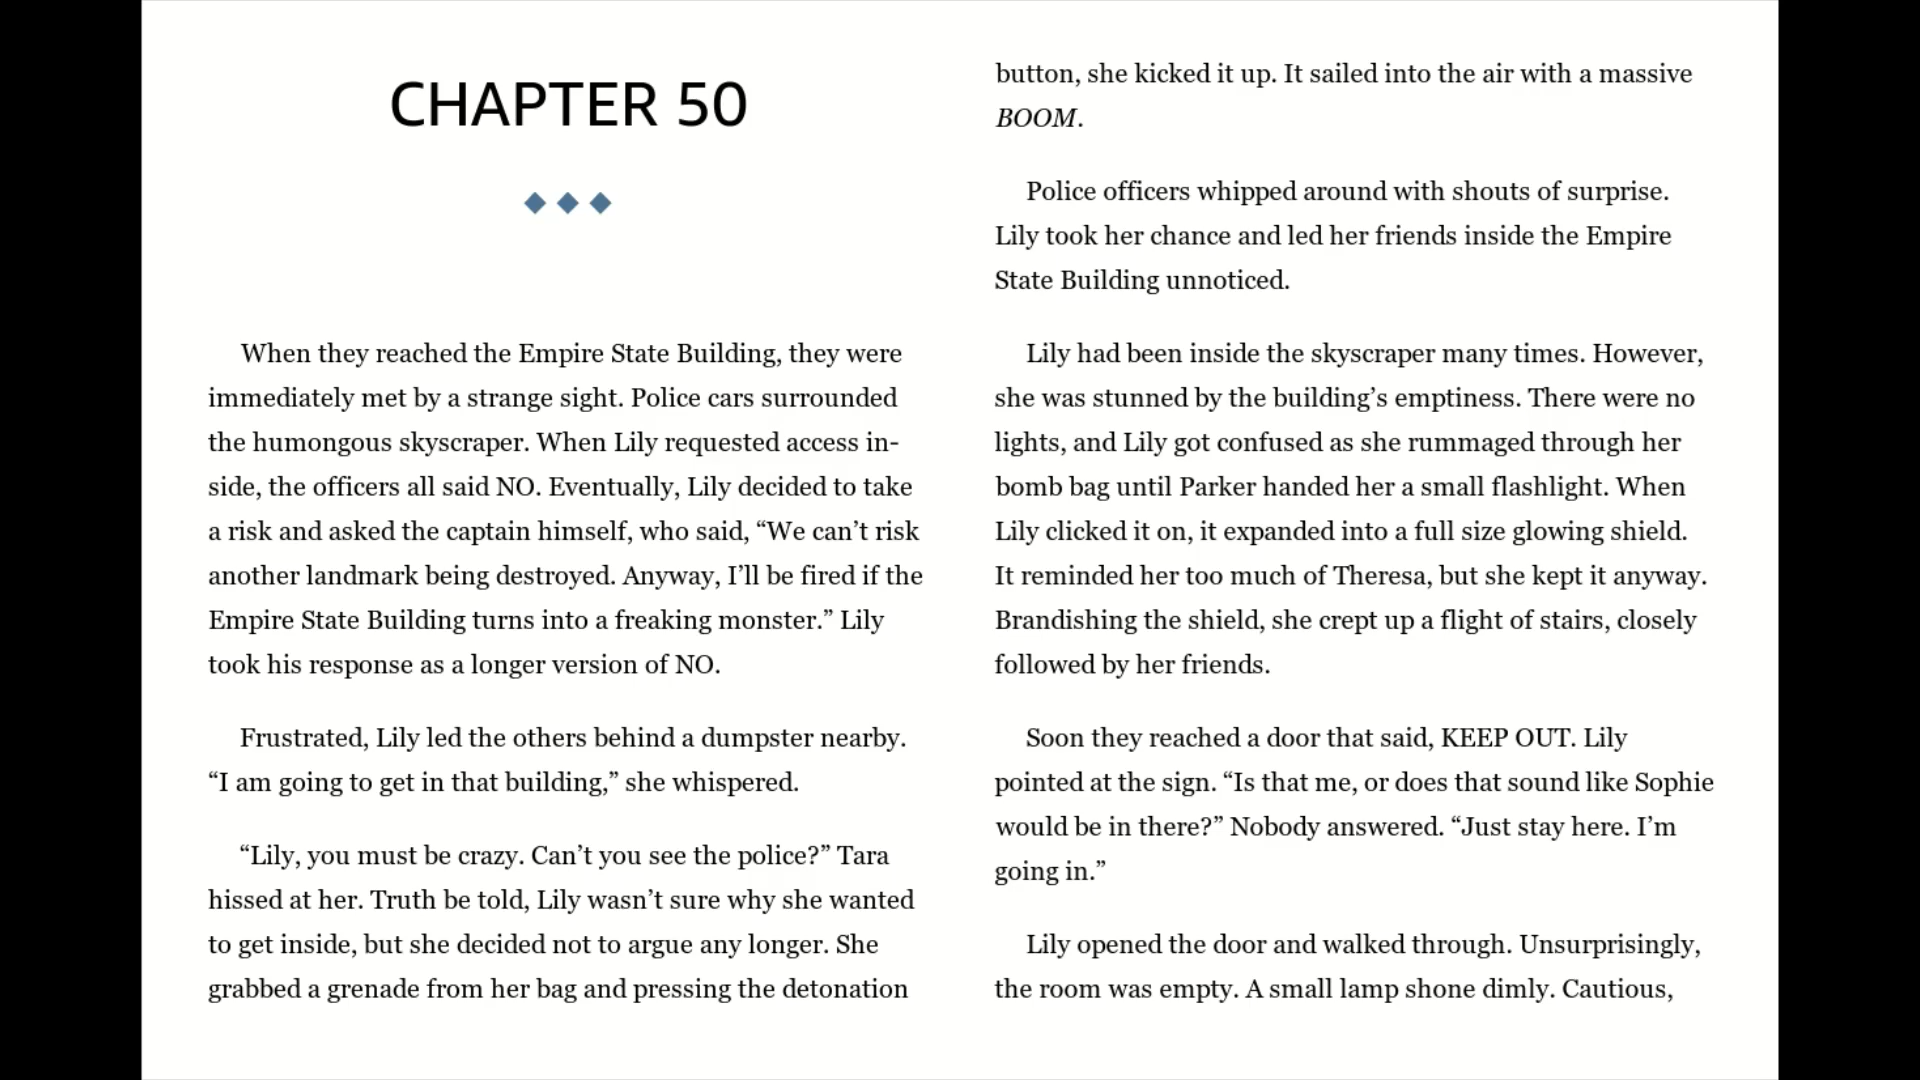 CHAPTER 50
When they reached the Empire State Building, they were
immediately met by a strange sight. Police cars surrounded
the humongous skyscraper. When Lily requested access in-
side, the officers all said NO. Eventually, Lily decided to take
a risk and asked the captain himself, who said, “We can’t risk
another landmark being destroyed. Anyway, I’ll be fired if the
Empire State Building turns into a freaking monster.” Lily
took his response as a longer version of NO.
Frustrated, Lily led the others behind a dumpster nearby.
“I am going to get in that building,” she whispered.
“Lily, you must be crazy. Can’t you see the police?” Tara
hissed at her. Truth be told, Lily wasn’t sure why she wanted
to get inside, but she decided not to argue any longer. She
grabbed a grenade from her bag and pressing the detonation
button, she kicked it up. It sailed into the air with a massive
BOOM.
Police officers whipped around with shouts of surprise.
Lily took her chance and led her friends inside the Empire
State Building unnoticed.
Lily had been inside the skyscraper many times. However,
she was stunned by the building’s emptiness. There were no
lights, and Lily got confused as she rummaged through her
bomb bag until Parker handed her a small flashlight. When
Lily clicked it on, it expanded into a full size glowing shield.
It reminded her too much of Theresa, but she kept it anyway.
Brandishing the shield, she crept up a flight of stairs, closely
followed by her friends.
Soon they reached a door that said, KEEP OUT. Lily
pointed at the sign. “Is that me, or does that sound like Sophie
would be in there?” Nobody answered. “Just stay here. I’m
going in.”
Lily opened the door and walked through. Unsurprisingly,
the room was empty. A small lamp shone dimly. Cautious,